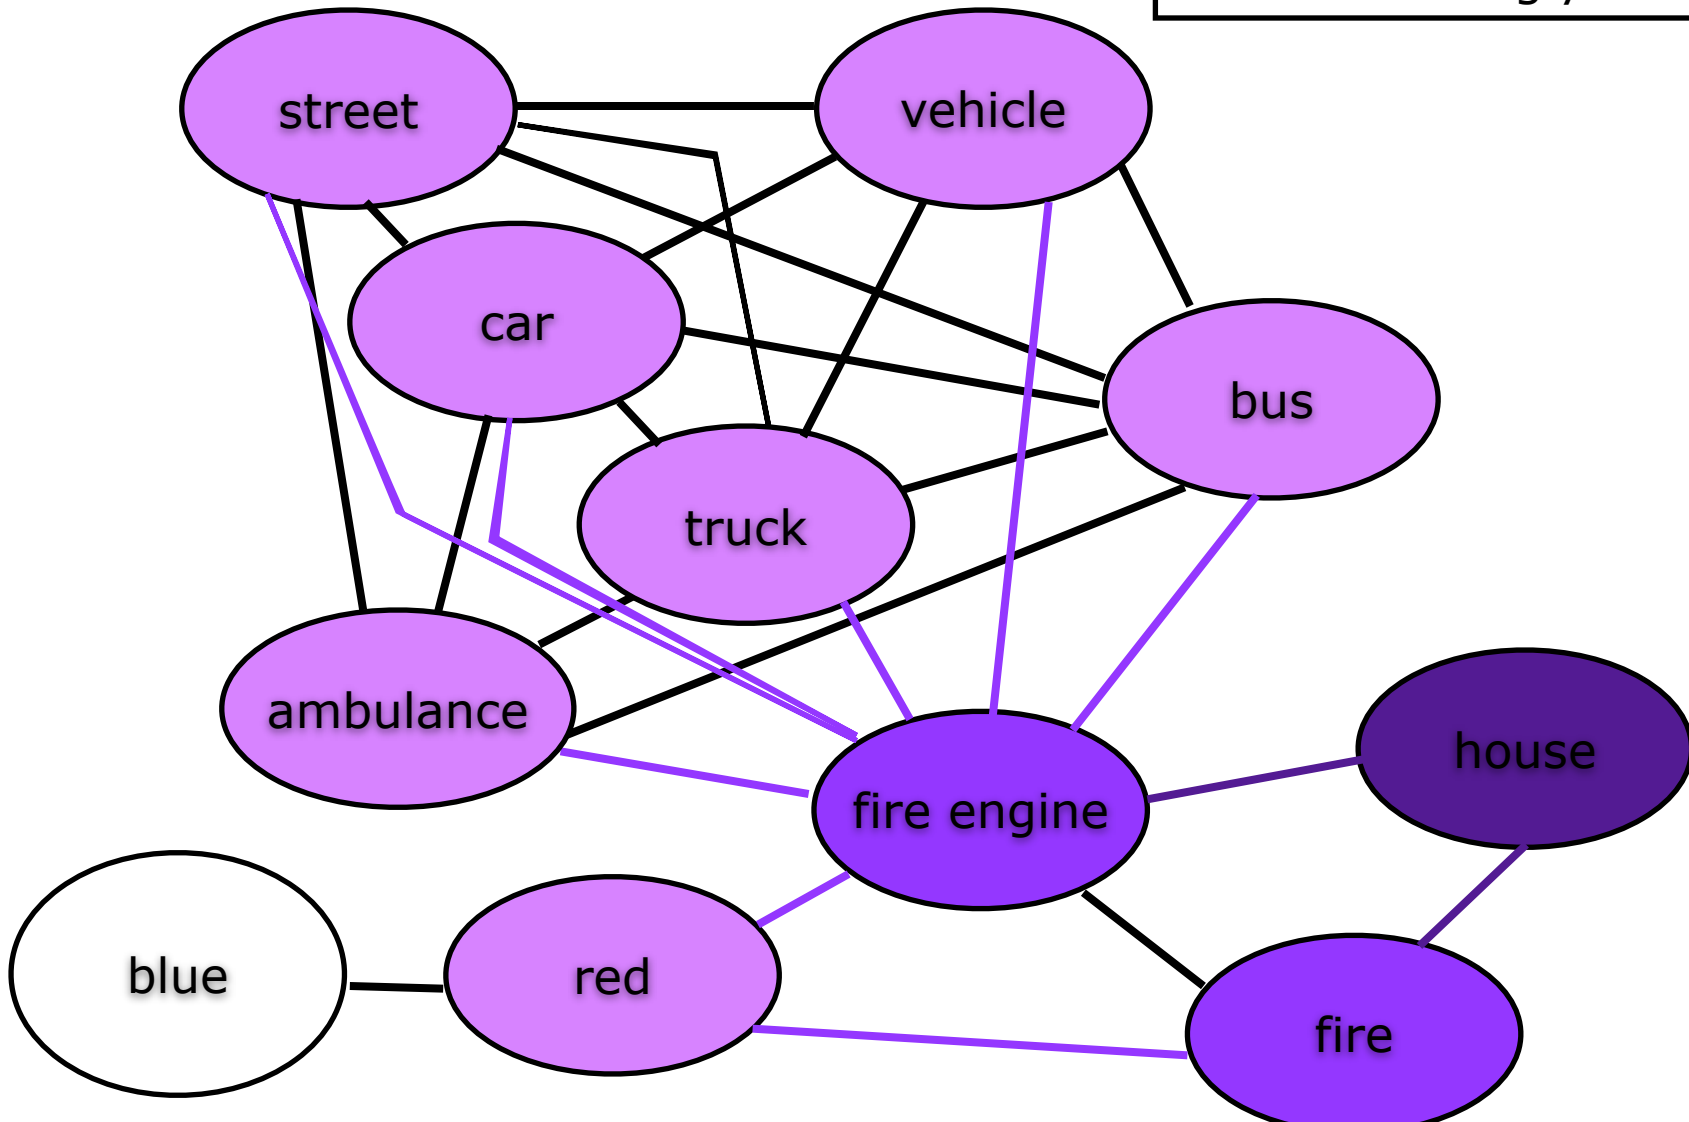 street
vehicle
car
bus
truck
ambulance
house
fire engine
blue
red
fire